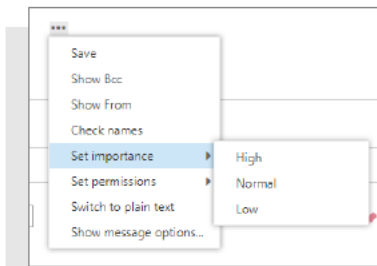 ...
Save
Show Bcc
Show From
Check names
Set importance
High
Set permissions
Normal
Switch to plain text
Low
Show message options...